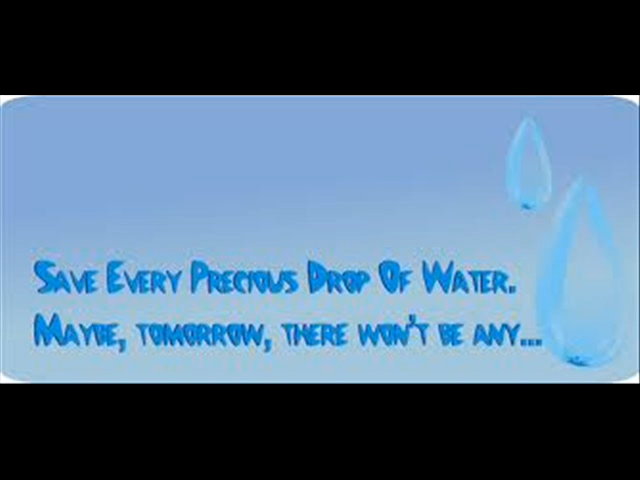 Save Every Precious Drop Of Water.
Maybe, tomorrow, there won't be any...